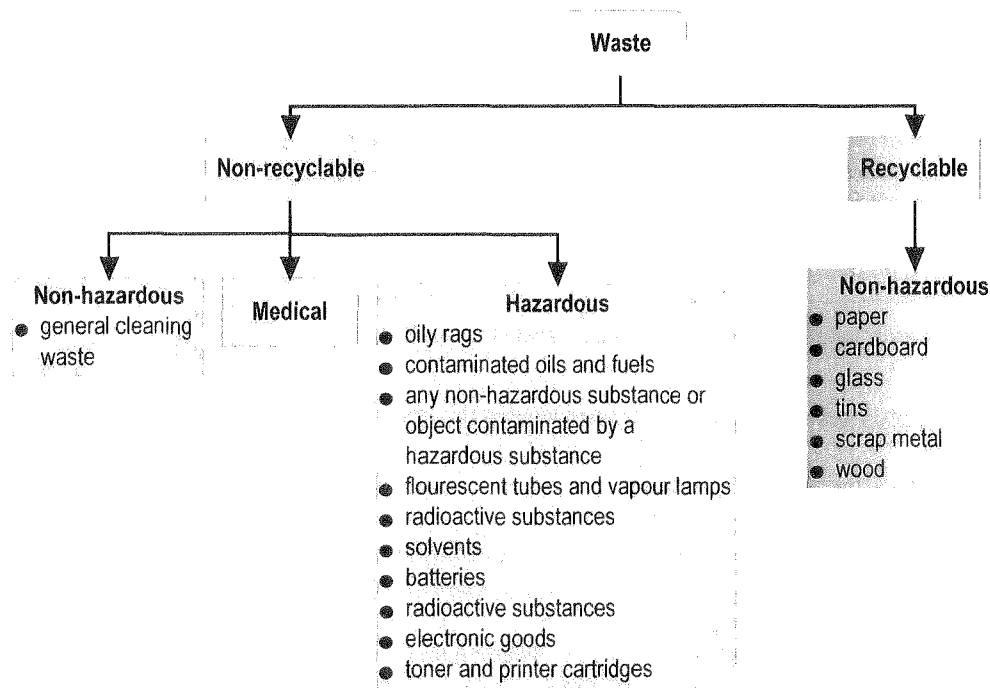 Waste
Non-recyclable
Recyclable
Non-hazardous
● general cleaning
waste
Medical
Hazardous
● oily rags
● contaminated oils and fuels
● any non-hazardous substance or
object contaminated by a
hazardous substance
● flourescent tubes and vapour lamps
● radioactive substances
● solvents
● batteries
● radioactive substances
● electronic goods
● toner and printer cartridges
Non-hazardous
● paper
● cardboard
● glass
● tins
● scrap metal
● wood